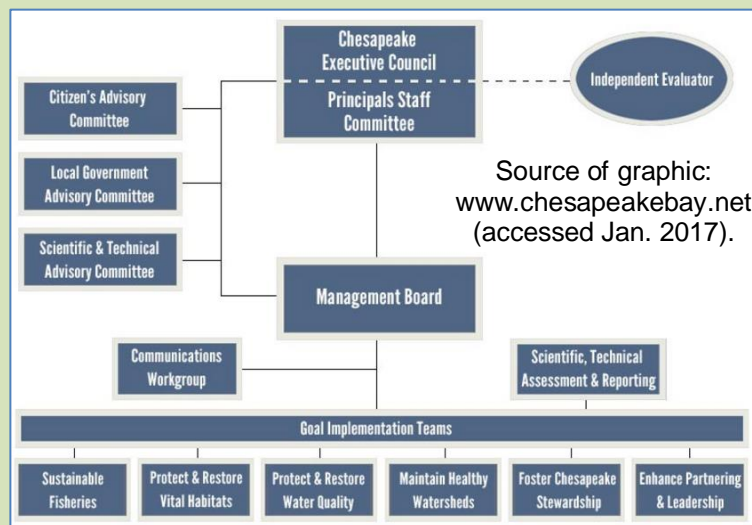 Chesapeake
Executive Council
Principals Staff
Committee
Independent Evaluator
Citizen's Advisory
Committee
Local Government
Advisory Committee
Scientific & Technical
Advisory Committee
Source of graphic:
www.chesapeakebay.net
(accessed Jan. 2017).
Management Board
Communications
Workgroup
Scientific, Technical
Assessment & Reporting
Goal Implementation Teams
Sustainable
Fisheries
Protect & Restore
Vital Habitats
Protect & Restore
Water Quality
Maintain Healthy
Watersheds
Foster Chesapeake
Stewardship
Enhance Partnering
& Leadership